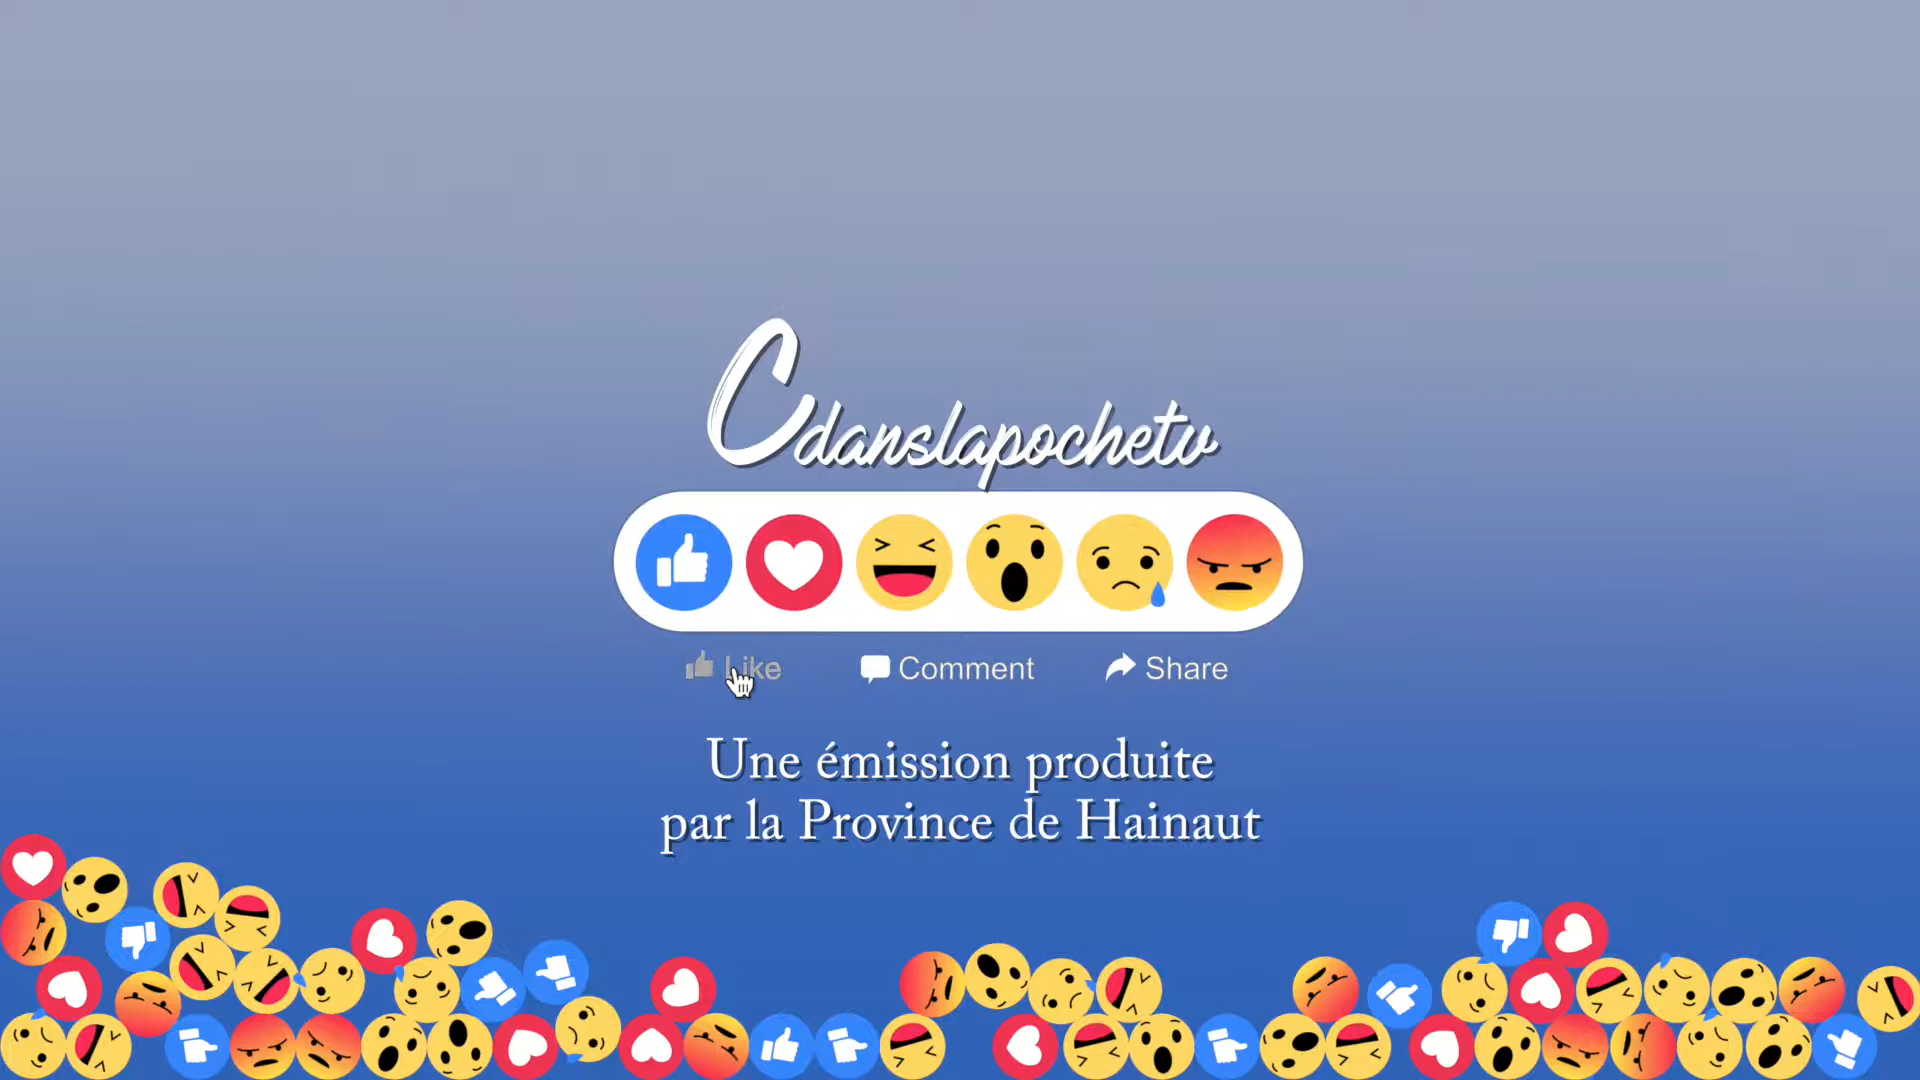 Cdanslapochetv
Like Comment Share
Une émission produite
par la Province de Hainaut